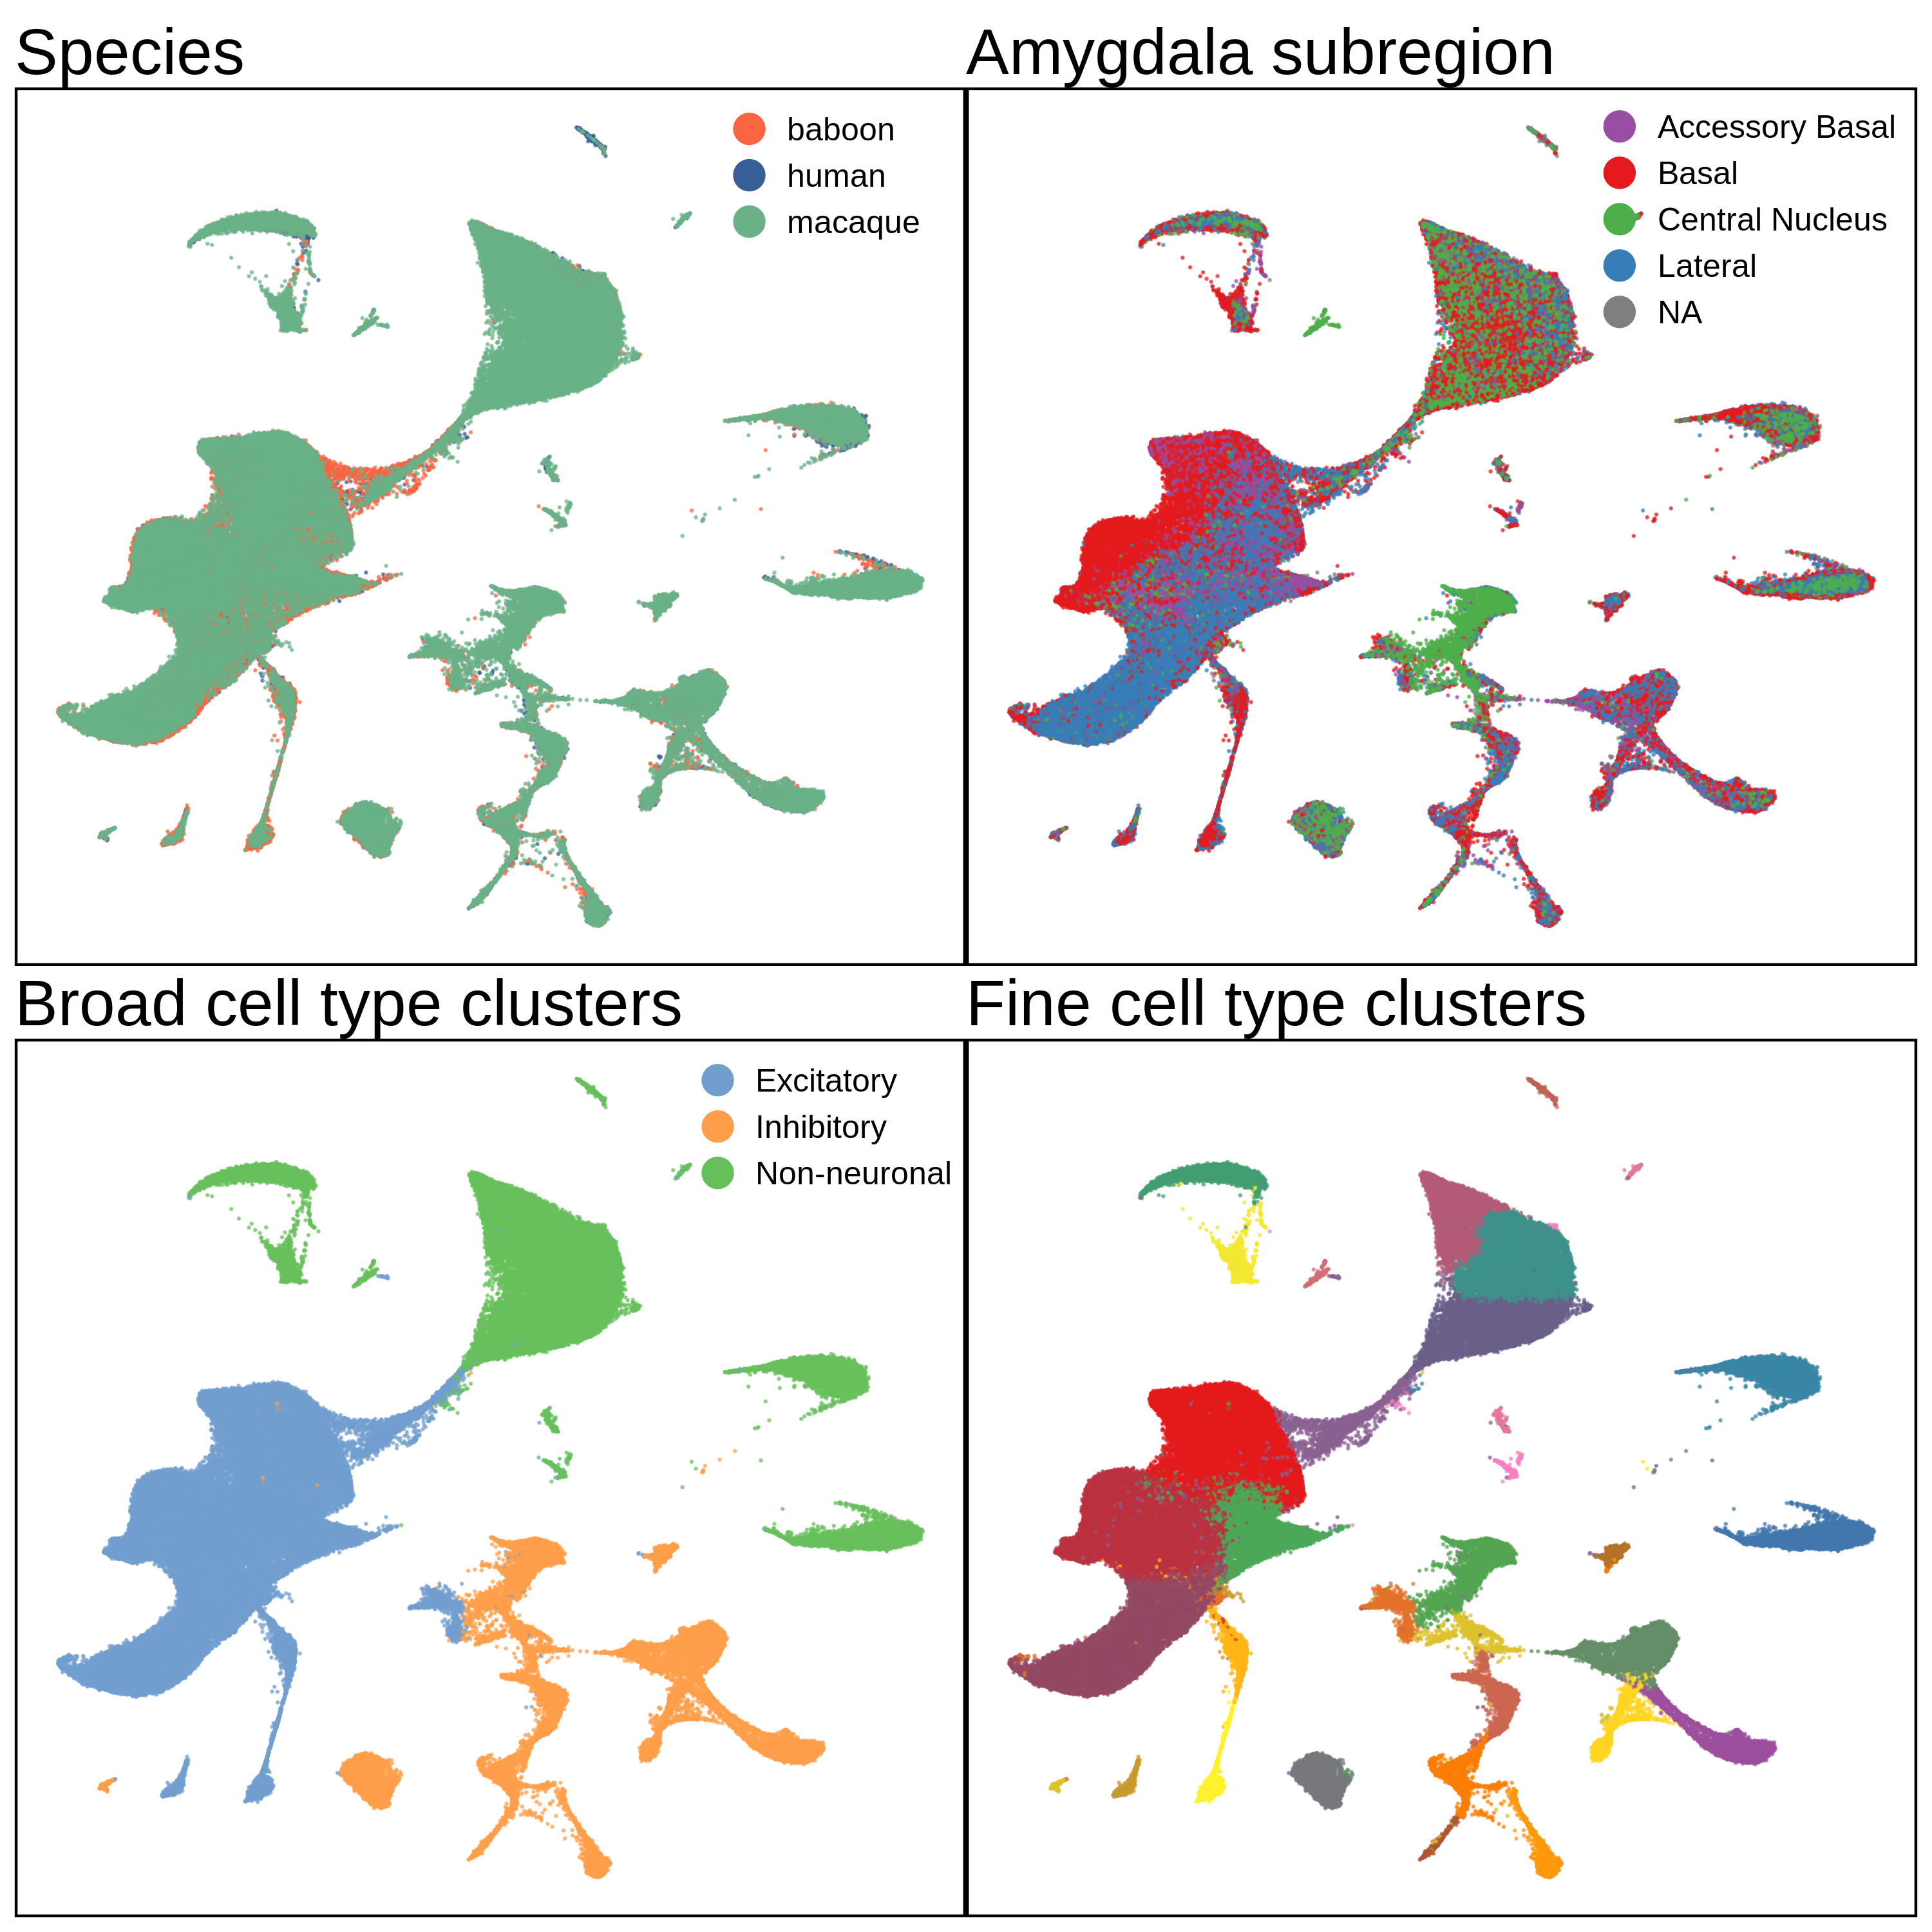 Species
baboon
human
macaque
Amygdala subregion
Accessory Basal
Basal
Central Nucleus
Lateral
NA
Broad cell type clusters
Excitatory
Inhibitory
Non-neuronal
Fine cell type clusters